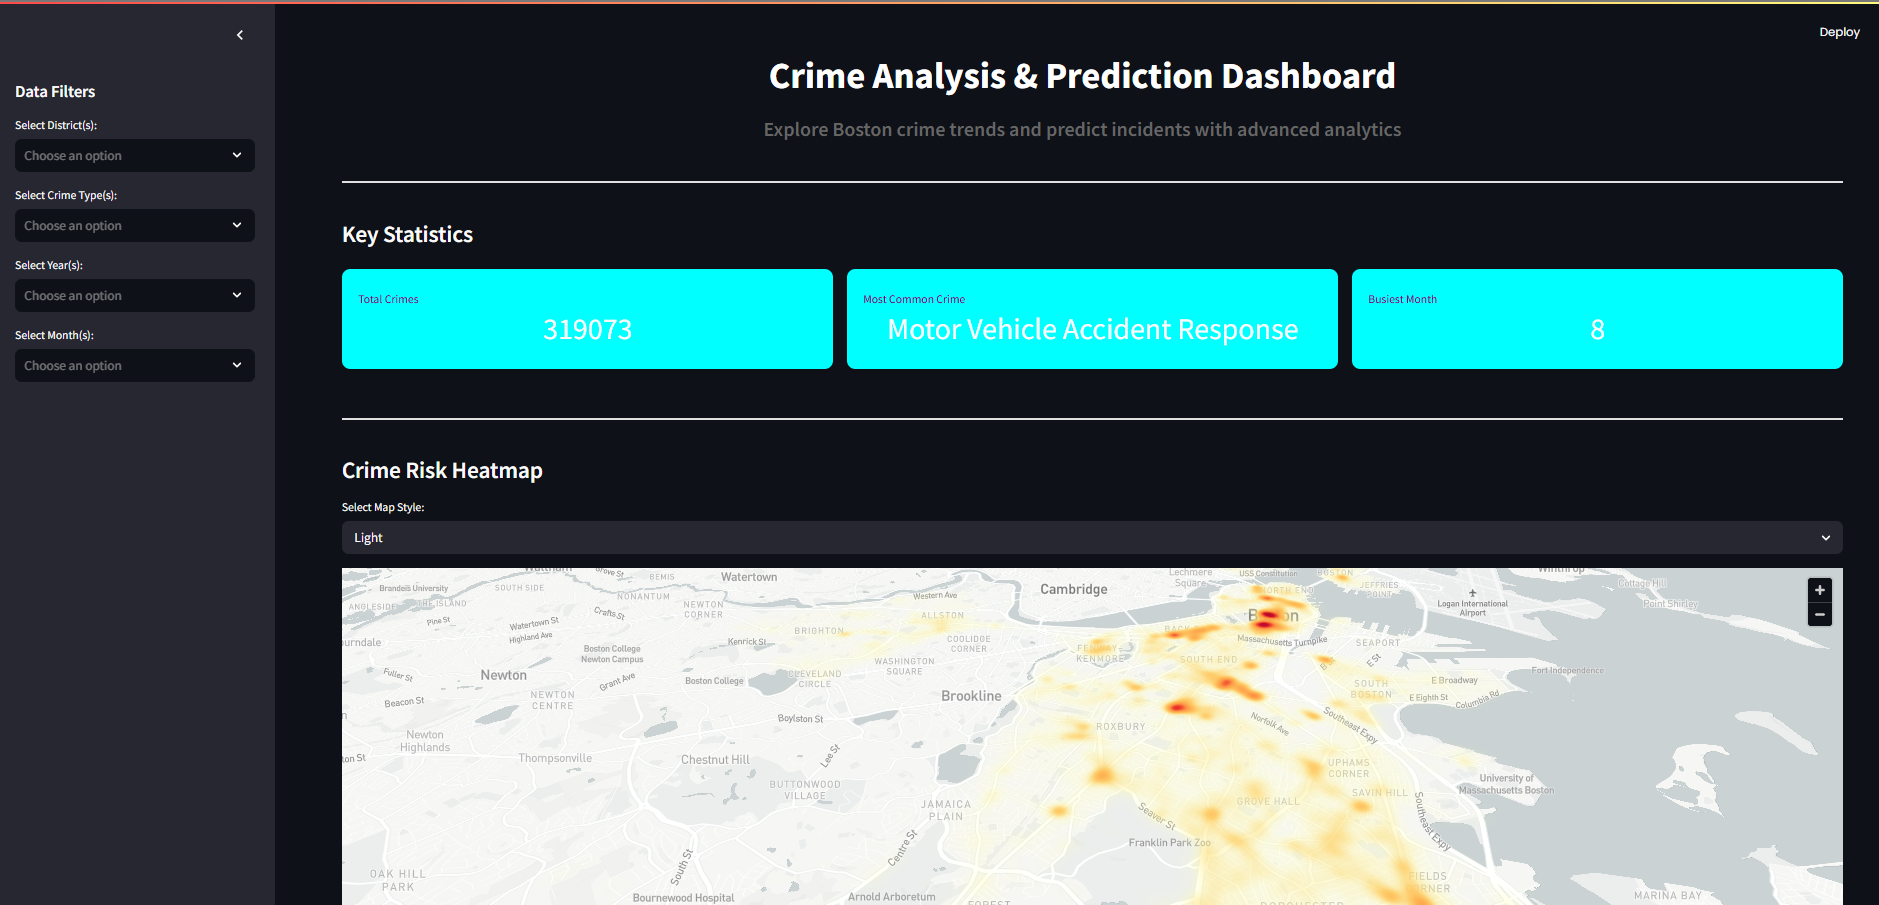 Deploy
Data Filters
Select District(s):
Choose an option
Select Crime Type(s):
Choose an option
Select Year(s):
Choose an option
Select Month(s):
Choose an option
Crime Analysis & Prediction Dashboard
Explore Boston crime trends and predict incidents with advanced analytics
Key Statistics
Total Crimes
319073
Most Common Crime
Motor Vehicle Accident Response
Busiest Month
8
Crime Risk Heatmap
Select Map Style:
Light
Grove St
BEMIS
Watertown
Cambridge
Lechmere
Square
USS Constitution
JEFFRIES
POINT
Winthrop
Cottage Hill
Point Shirley
Logan International
Airport
Brandeis University
SOUTH SIDE
NONANTUM
Western Ave
NORTH END
ANGLESIDE
THE ISLAND
NEWTON
CORNER
Crafts St
ALLSTON
Pine St
Watertown St
Highland Ave
BRIGHTON
Kenrick St
COOLIDGE
CORNER
Massachusetts Turnpike
SEAPORT
Boston College
Newton Campus
WASHINGTON
SQUARE
KENMORE
SOUTH END
E St
Fort Independence
Fuller St
Newton
Grant Ave
Boston College
CLEVELAND
CIRCLE
Brookline
SOUTH
BOSTON
E Broadway
E Eighth St
Columbia Rd
Beacon St
NEWTON
CENTRE
Boylston St
ROXBURY
Norfolk Ave
Southeast Expy
Newton
Highlands
Thompsonville
Chestnut Hill
Lee St
UPHAMS
CORNER
University of
Massachusetts Boston
BUTTONWOOD
VILLAGE
JAMAICA
PLAIN
GROVE HALL
SAVIN HILL
Seaver St
Southeast Expy
Franklin Park Zoo
Centre St
South St
OAK HILL
PARK
FIELDS
CORNER
Bournewood Hospital
Arnold Arboretum
FOREST
DORCHESTER
MARINA BAY